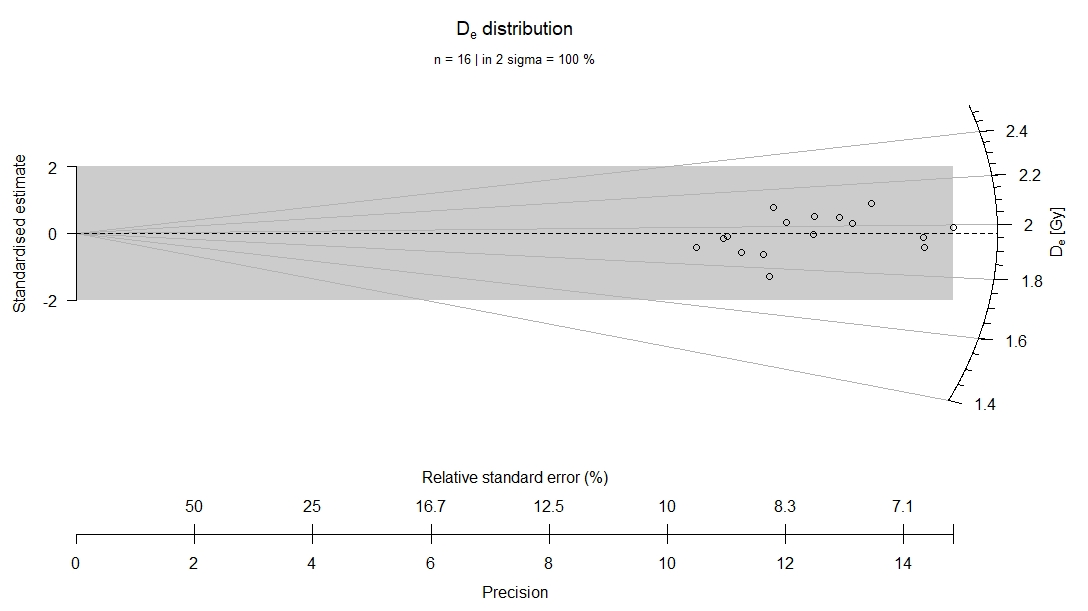 De distribution
n = 16 | in 2 sigma = 100 %
Standardised estimate
2
0
-2
2.4
2.2
2
1.8
1.6
1.4
De [Gy]
Relative standard error (%)
50 25 16.7 12.5 10 8.3 7.1
0 2 4 6 8 10 12 14
Precision